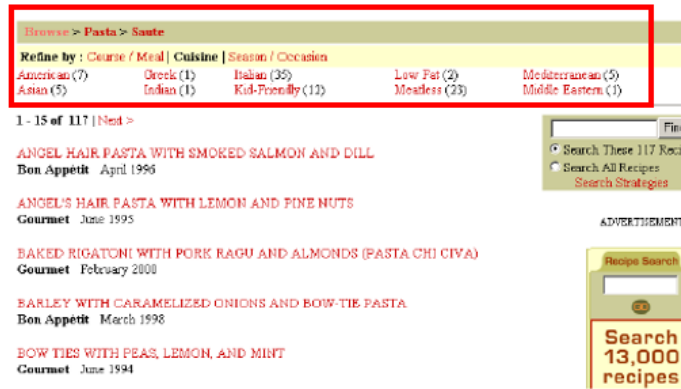 Browse > Pasta > Saute
Refine by : Course / Meal | Cuisine | Season / Occasion
American (7) Greek (1) Italian (35) Low Fat (2) Mediterranean (5)
Asian (5) Indian (1) Kid-Friendly (12) Meatless (23) Middle Eastern (1)
1 - 15 of 117 | Next >
ANGEL HAIR PASTA WITH SMOKED SALMON AND DILL
Bon Appétit April 1996
ANGEL'S HAIR PASTA WITH LEMON AND PINE NUTS
Gourmet June 1995
BAKED RIGATONI WITH PORK RAGU AND ALMONDS (PASTA CHI CIVA)
Gourmet February 2000
BARLEY WITH CARAMELIZED ONIONS AND BOW-TIE PASTA
Bon Appétit March 1998
BOW TIES WITH PEAS, LEMON, AND MINT
Gourmet June 1994
Fin
Search These 117 Reci
Search All Recipes
Search Strategies
ADVERTISEMENT
Recipe Search
Search
13,000
recipes